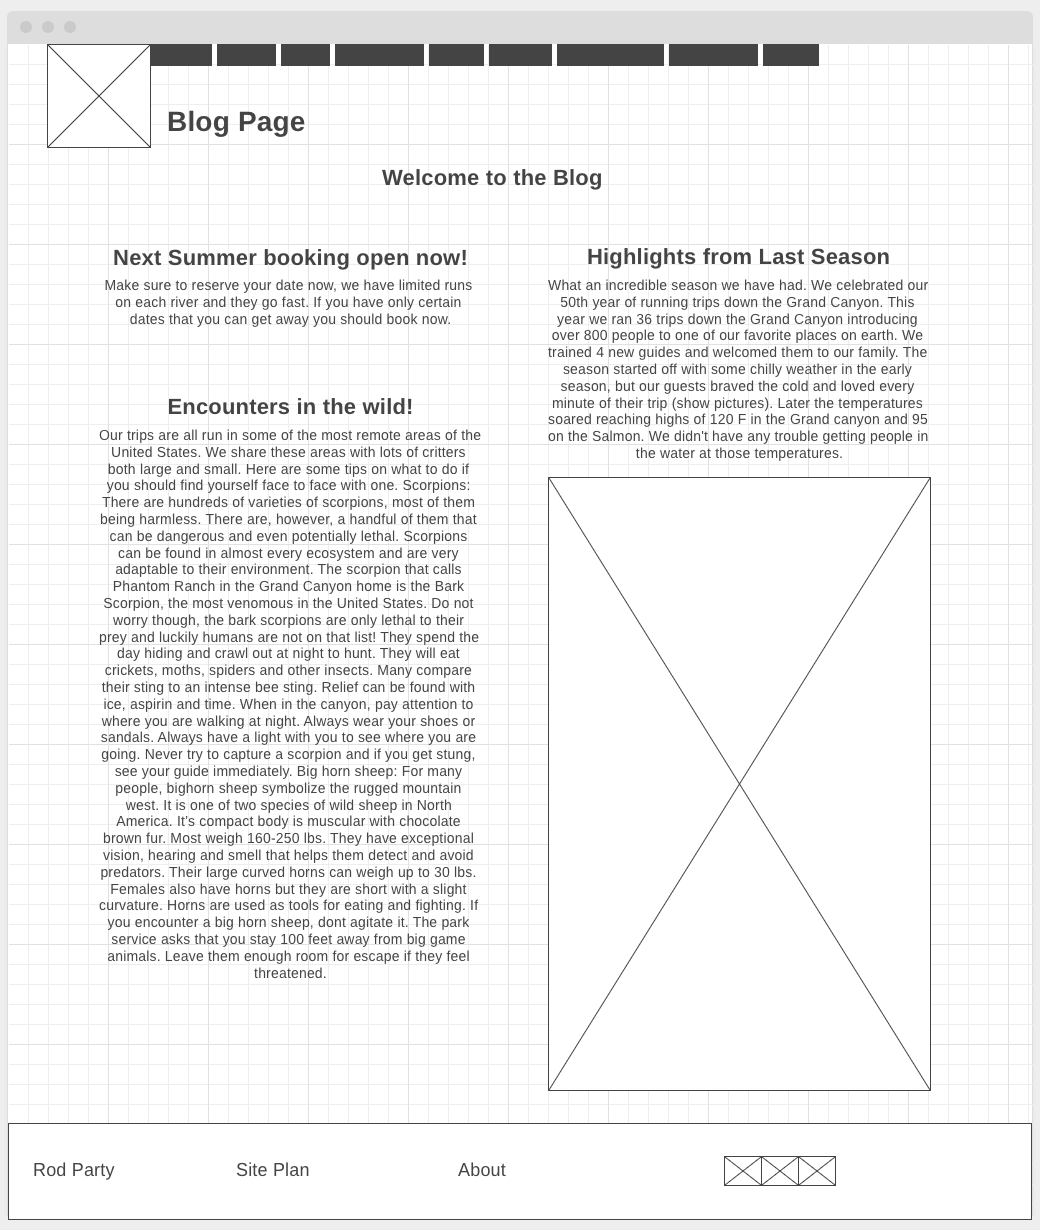 Blog Page
Welcome to the Blog
Next Summer booking open now!
Make sure to reserve your date now, we have limited runs
on each river and they go fast. If you have only certain
dates that you can get away you should book now.
Encounters in the wild!
Our trips are all run in some of the most remote areas of the
United States. We share these areas with lots of critters
both large and small. Here are some tips on what to do if
you should find yourself face to face with one. Scorpions:
There are hundreds of varieties of scorpions, most of them
being harmless. There are, however, a handful of them that
can be dangerous and even potentially lethal. Scorpions
can be found in almost every ecosystem and are very
adaptable to their environment. The scorpion that calls
Phantom Ranch in the Grand Canyon home is the Bark
Scorpion, the most venomous in the United States. Do not
worry though, the bark scorpions are only lethal to their
prey and luckily humans are not on that list! They spend the
day hiding and crawl out at night to hunt. They will eat
crickets, moths, spiders and other insects. Many compare
their sting to an intense bee sting. Relief can be found with
ice, aspirin and time. When in the canyon, pay attention to
where you are walking at night. Always wear your shoes or
sandals. Always have a light with you to see where you are
going. Never try to capture a scorpion and if you get stung,
see your guide immediately. Big horn sheep: For many
people, bighorn sheep symbolize the rugged mountain
west. It is one of two species of wild sheep in North
America. It's compact body is muscular with chocolate
brown fur. Most weigh 160-250 lbs. They have exceptional
vision, hearing and smell that helps them detect and avoid
predators. Their large curved horns can weigh up to 30 lbs.
Females also have horns but they are short with a slight
curvature. Horns are used as tools for eating and fighting. If
you encounter a big horn sheep, dont agitate it. The park
service asks that you stay 100 feet away from big game
animals. Leave them enough room for escape if they feel
threatened.
Highlights from Last Season
What an incredible season we have had. We celebrated our
50th year of running trips down the Grand Canyon. This
year we ran 36 trips down the Grand Canyon introducing
over 800 people to one of our favorite places on earth. We
trained 4 new guides and welcomed them to our family. The
season started off with some chilly weather in the early
season, but our guests braved the cold and loved every
minute of their trip (show pictures). Later the temperatures
soared reaching highs of 120 F in the Grand canyon and 95
on the Salmon. We didn't have any trouble getting people in
the water at those temperatures.
Rod Party
Site Plan
About